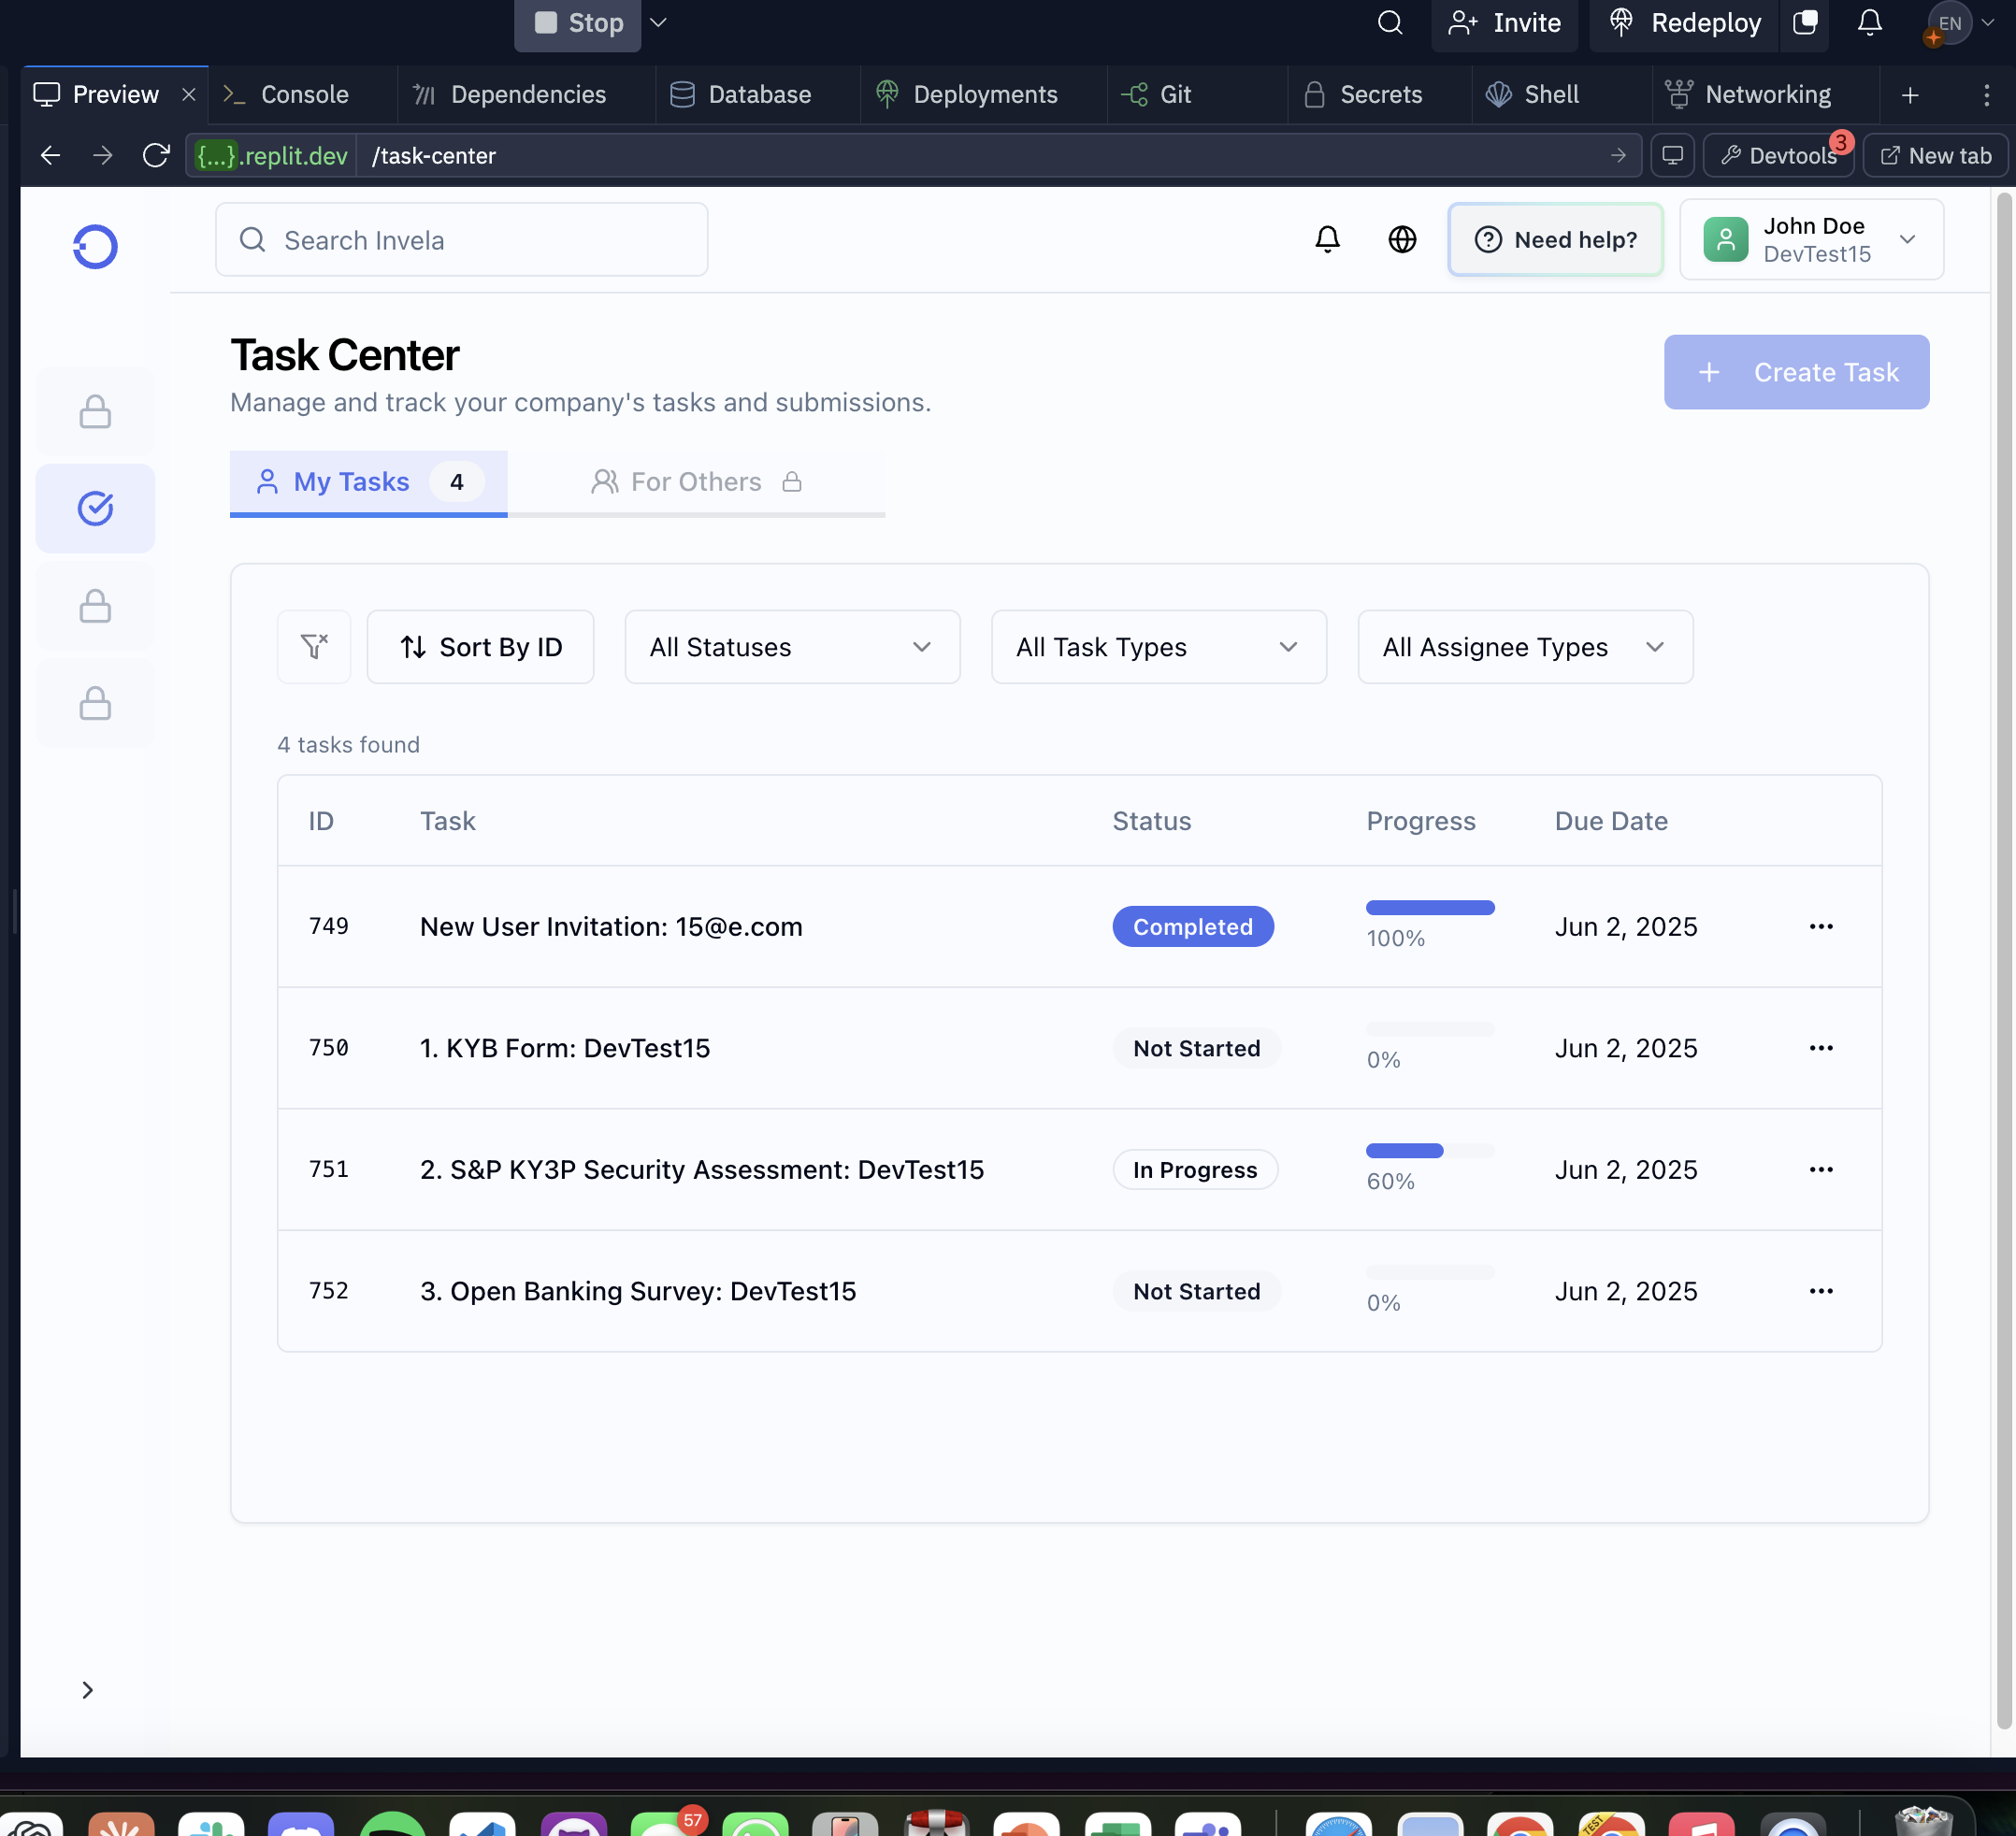 Stop
Invite
Redeploy
EN
Preview
Console
Dependencies
Database
Deployments
Git
Secrets
Shell
Networking
{...}.replit.dev
/task-center
Devtools
3
New tab
Search Invela
Need help?
John Doe
DevTest15
Task Center
Create Task
Manage and track your company's tasks and submissions.
My Tasks
4
For Others
Sort By ID
All Statuses
All Task Types
All Assignee Types
4 tasks found
ID
Task
Status
Progress
Due Date
749
New User Invitation: 15@e.com
Completed
100%
Jun 2, 2025
750
1. KYB Form: DevTest15
Not Started
0%
Jun 2, 2025
751
2. S&P KY3P Security Assessment: DevTest15
In Progress
60%
Jun 2, 2025
752
3. Open Banking Survey: DevTest15
Not Started
0%
Jun 2, 2025
57
TEST